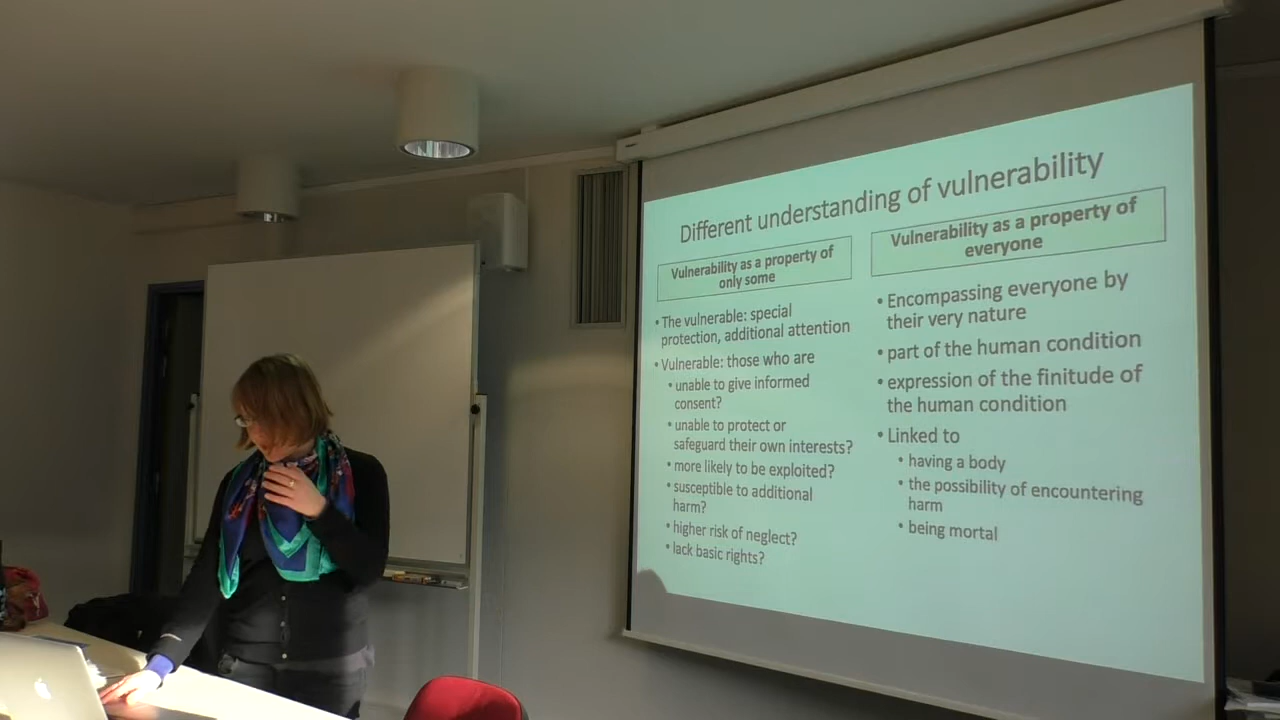 Different understanding of vulnerability
Vulnerability as a property of
only some
• The vulnerable: special
protection, additional attention
• Vulnerable: those who are
• unable to give informed
consent?
• unable to protect or
safeguard their own interests?
• more likely to be exploited?
• susceptible to additional
harm?
• higher risk of neglect?
• lack basic rights?
Vulnerability as a property of
everyone
• Encompassing everyone by
their very nature
• part of the human condition
• expression of the finitude of
the human condition
• Linked to
• having a body
• the possibility of encountering
harm
• being mortal